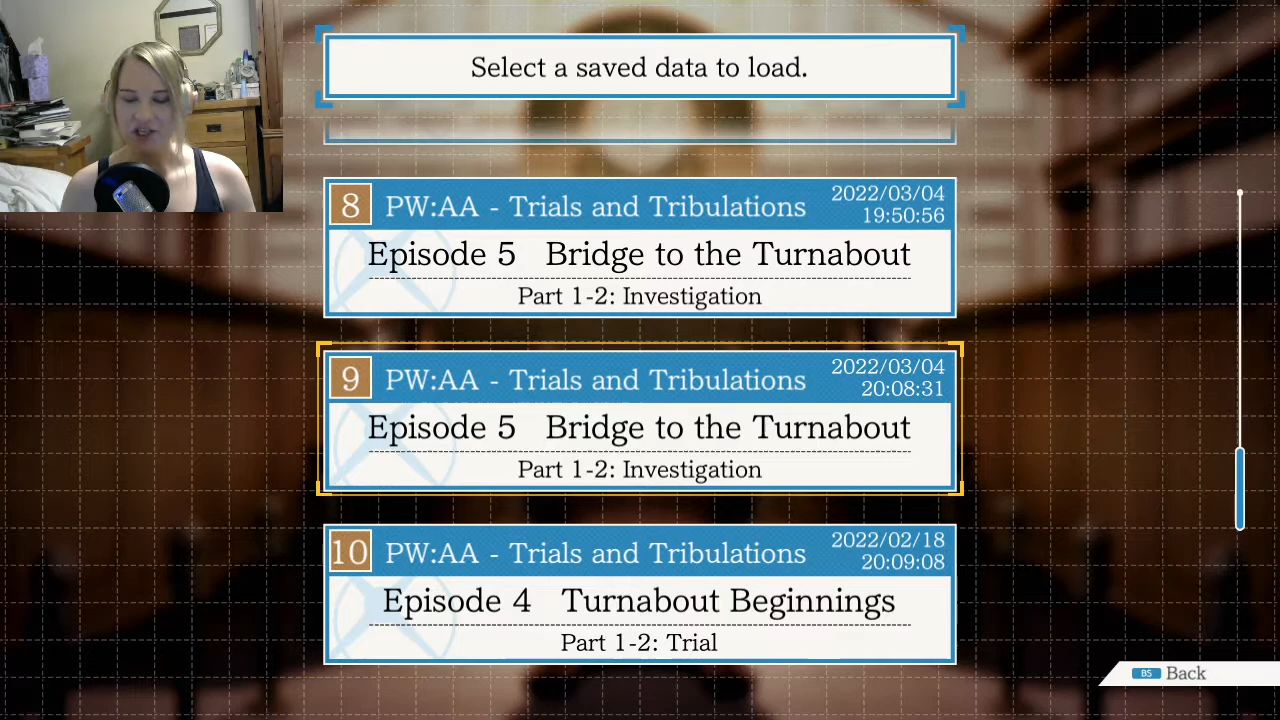 Select a saved data to load.
8 PW:AA - Trials and Tribulations 2022/03/04
19:50:56
Episode 5 Bridge to the Turnabout
Part 1-2: Investigation
9 PW:AA - Trials and Tribulations 2022/03/04
20:08:31
Episode 5 Bridge to the Turnabout
Part 1-2: Investigation
10 PW:AA - Trials and Tribulations 2022/02/18
20:09:08
Episode 4 Turnabout Beginnings
Part 1-2: Trial
BS Back